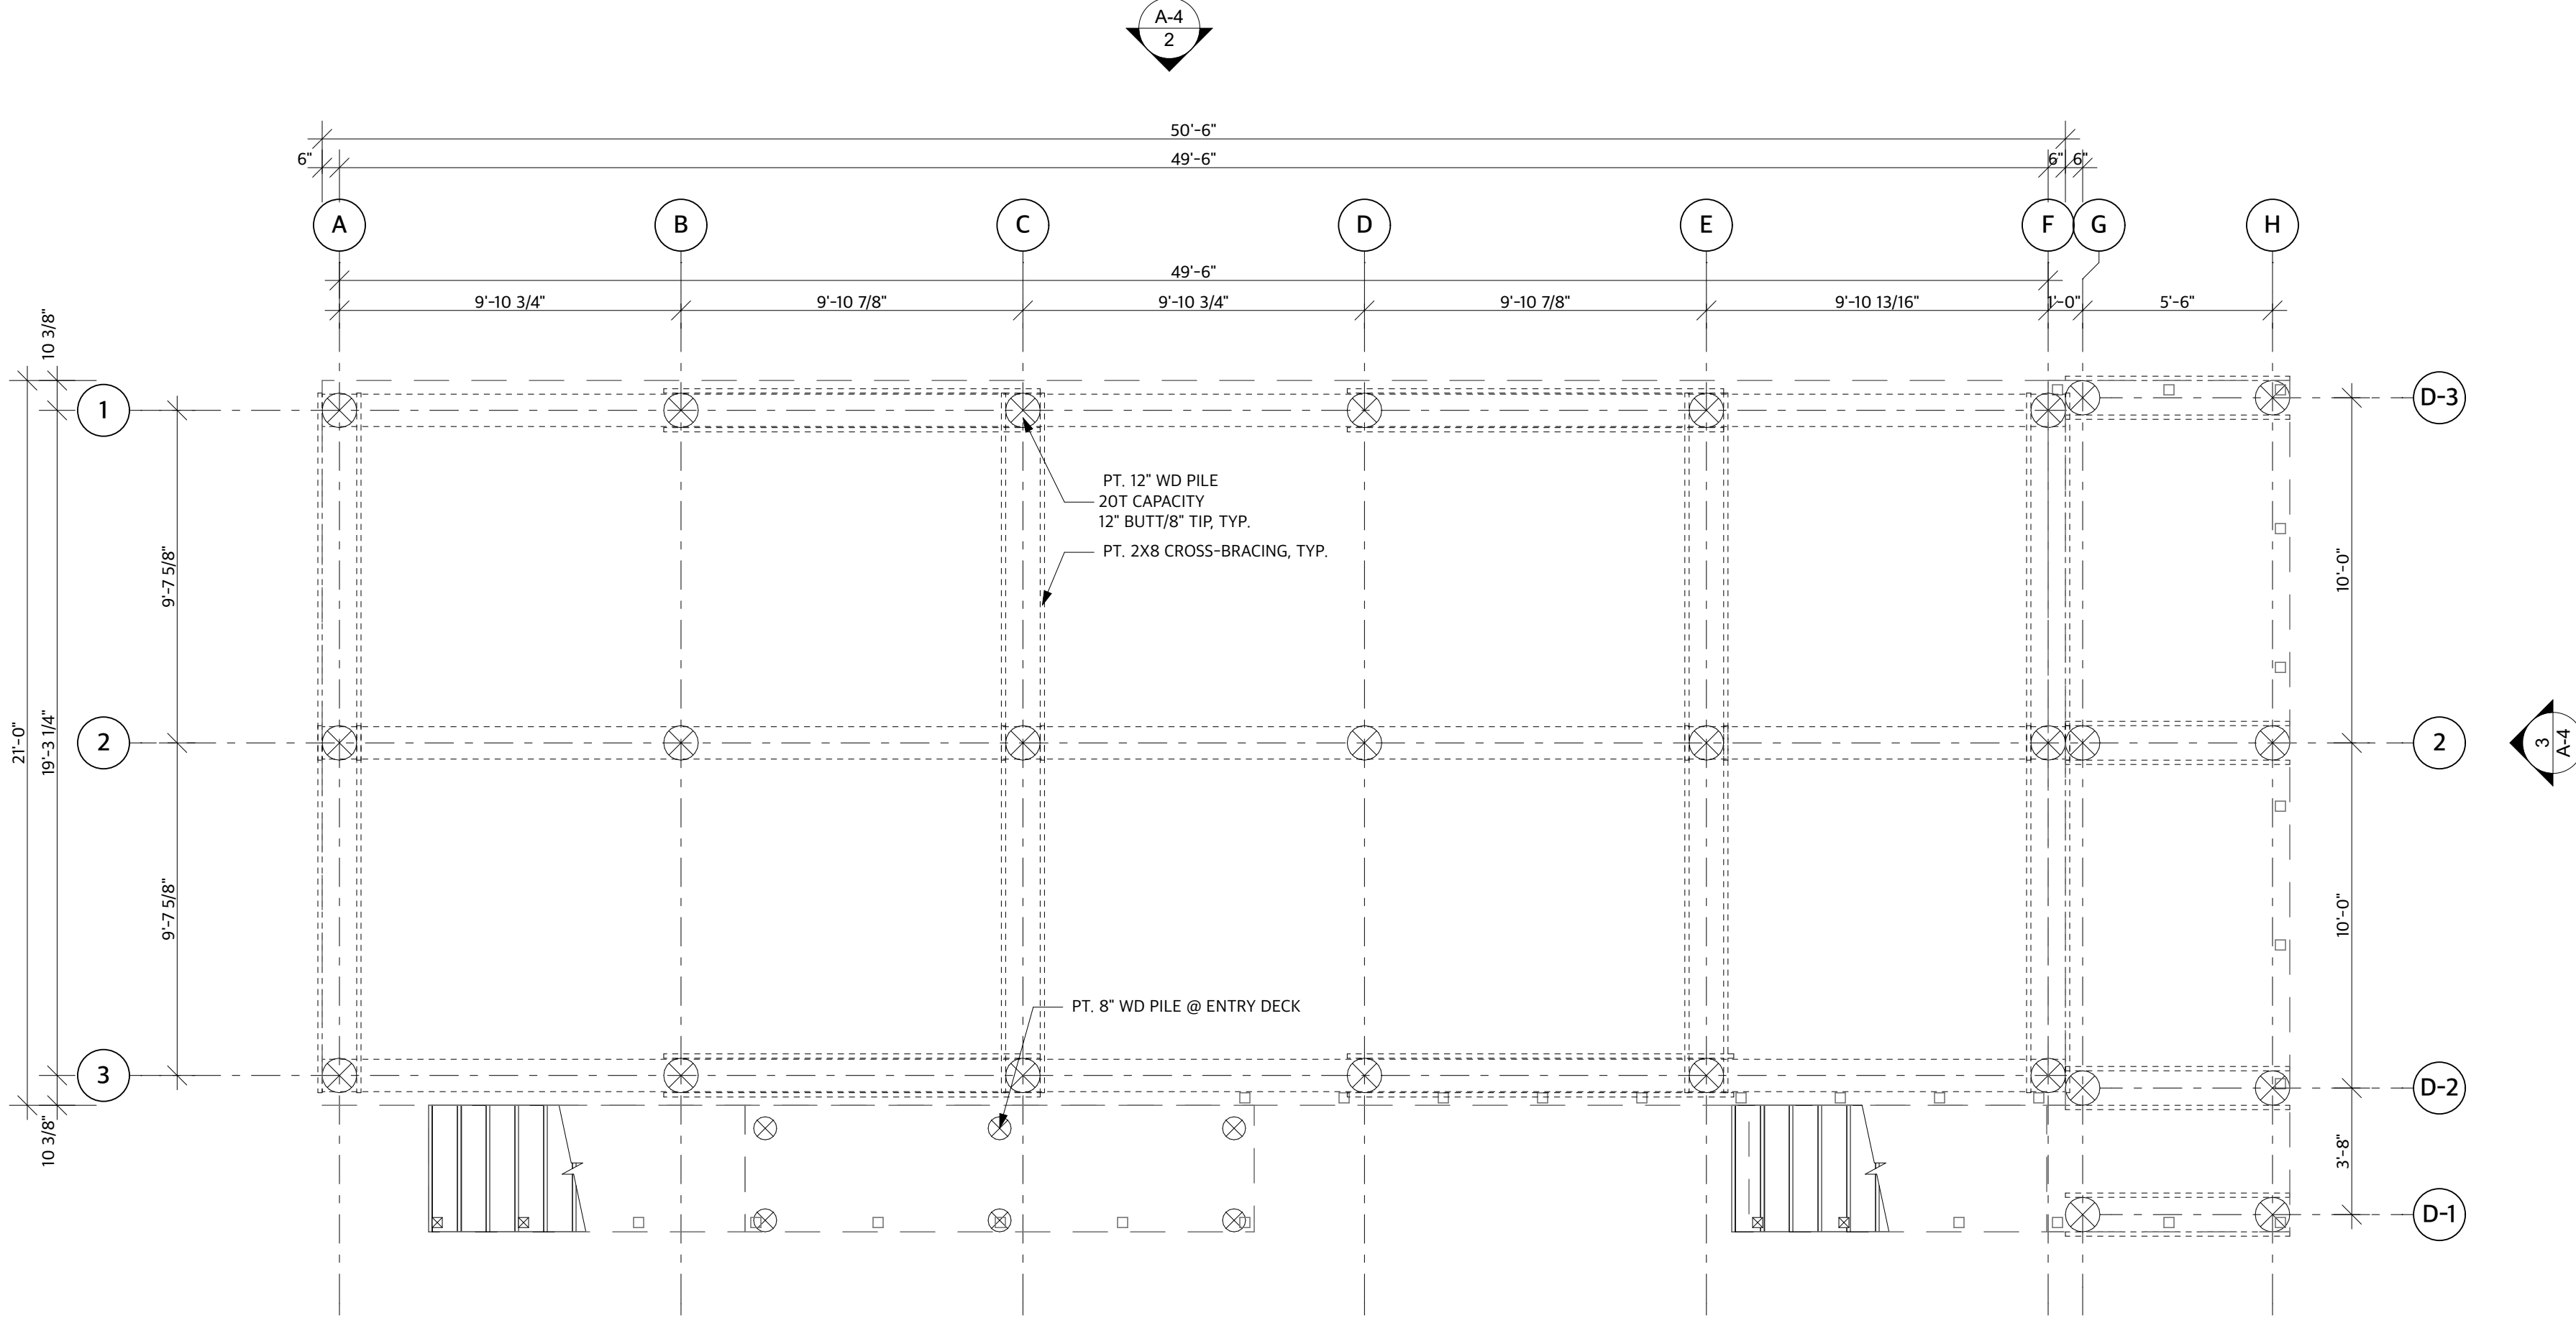 A-4
2
50'-6"
6"
49'-6"
6"
6"
A
B
C
D
E
F
G
H
49'-6"
9'-10 3/4"
9'-10 7/8"
9'-10 3/4"
9'-10 7/8"
9'-10 13/16"
1'-0"
5'-6"
10 3/8"
1
D-3
PT. 12" WD PILE
20T CAPACITY
12" BUTT/8" TIP, TYP.
PT. 2X8 CROSS-BRACING, TYP.
9'-7 5/8"
10'-0"
21'-0"
19'-3 1/4"
2
2
3
A-4
9'-7 5/8"
10'-0"
PT. 8" WD PILE @ ENTRY DECK
3
D-2
10 3/8"
3'-8"
D-1